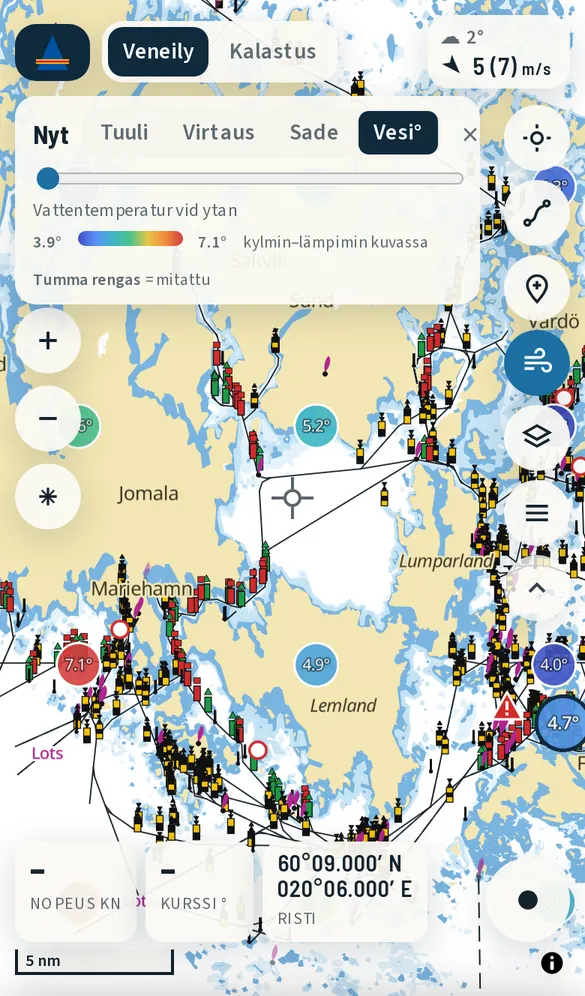 Veneily
Kalastus
2°
5 (7) m/s
Nyt
Tuuli
Virtaus
Sade
Vesi°
×
Vattentemperatur vid ytan
3.9°
7.1°
kylmin–lämpimin kuvassa
Tumma rengas = mitattu
Saltvik
Sund
Vårdö
+
−
5.2°
Jomala
Lumparland
Mariehamn
7.1°
4.9°
4.0°
Lemland
4.7°
Lots
–
NOPEUS KN
–
KURSSI °
60°09.000′ N
020°06.000′ E
RISTI
5 nm